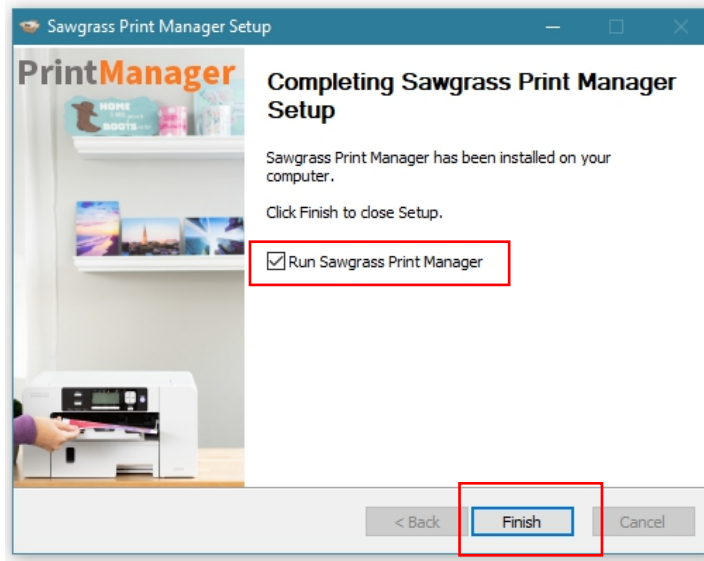 Sawgrass Print Manager Setup
PrintManager
HOME
BOOTS
Completing Sawgrass Print Manager
Setup
Sawgrass Print Manager has been installed on your
computer.
Click Finish to close Setup.
Run Sawgrass Print Manager
< Back
Finish
Cancel